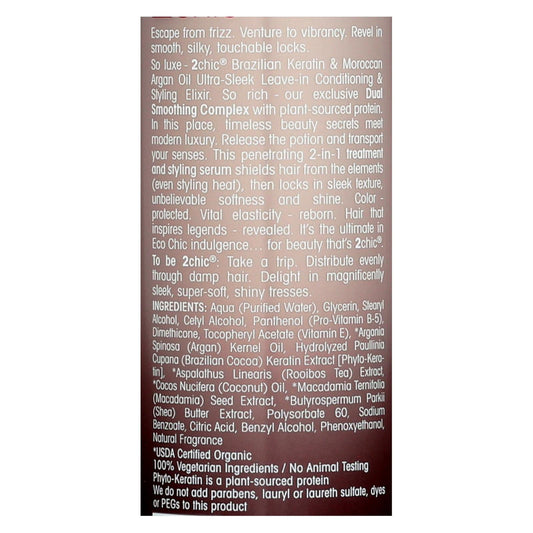 Escape from frizz. Venture to vibrancy. Revel in
smooth, silky, touchable locks.
So luxe - 2chic® Brazilian Keratin & Moroccan
Argan Oil Ultra-Sleek Leave-in Conditioning &
Styling Elixir. So rich - our exclusive Dual
Smoothing Complex with plant-sourced protein.
In this place, timeless beauty secrets meet
modern luxury. Release the potion and transport
your senses. This penetrating 2-in-1 treatment
and styling serum shields hair from the elements
(even styling heat), then locks in sleek texture,
unbelievable softness and shine. Color -
protected. Vital elasticity - reborn. Hair that
inspires legends - revealed. It's the ultimate in
Eco Chic indulgence... for beauty that's 2chic®.
To be 2chic®: Take a trip. Distribute evenly
through damp hair. Delight in magnificently
sleek, super-soft, shiny tresses.
INGREDIENTS: Aqua (Purified Water), Glycerin, Stearyl
Alcohol, Cetyl Alcohol, Panthenol (Pro-Vitamin B-5),
Dimethicone, Tocopheryl Acetate (Vitamin E), *Argania
Spinosa (Argan) Kernel Oil, Hydrolyzed Paullinia
Cupana (Brazilian Cocoa) Keratin Extract [Phyto-Kera-
tin], *Aspalathus Linearis (Rooibos Tea) Extract,
*Cocos Nucifera (Coconut) Oil, *Macadamia Ternifolia
(Macadamia) Seed Extract, *Butyrospermum Parkii
(Shea) Butter Extract, Polysorbate 60, Sodium
Benzoate, Citric Acid, Benzyl Alcohol, Phenoxyethanol,
Natural Fragrance
*USDA Certified Organic
100% Vegetarian Ingredients / No Animal Testing
Phyto-Keratin is a plant-sourced protein
We do not add parabens, lauryl or laureth sulfate, dyes
or PEGs to this product